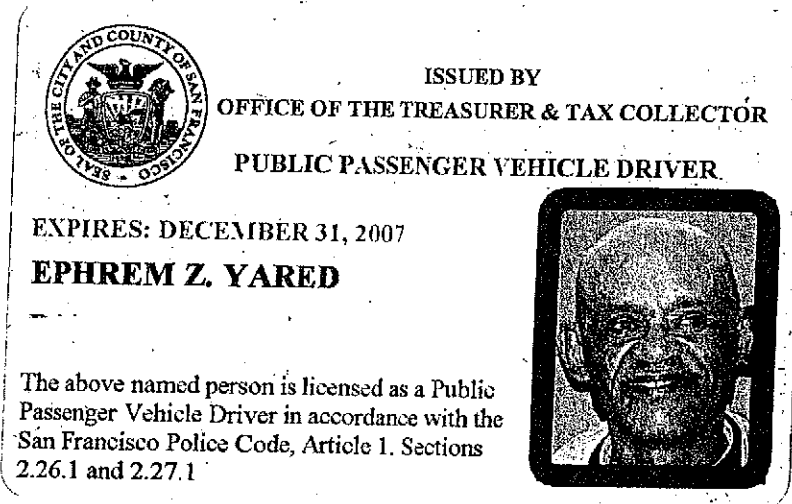 SEAL OF THE CITY AND COUNTY OF SAN FRANCISCO
ISSUED BY
OFFICE OF THE TREASURER & TAX COLLECTOR
PUBLIC PASSENGER VEHICLE DRIVER
EXPIRES: DECEMBER 31, 2007
EPHREM Z. YARED
The above named person is licensed as a Public
Passenger Vehicle Driver in accordance with the
San Francisco Police Code, Article 1. Sections
2.26.1 and 2.27.1